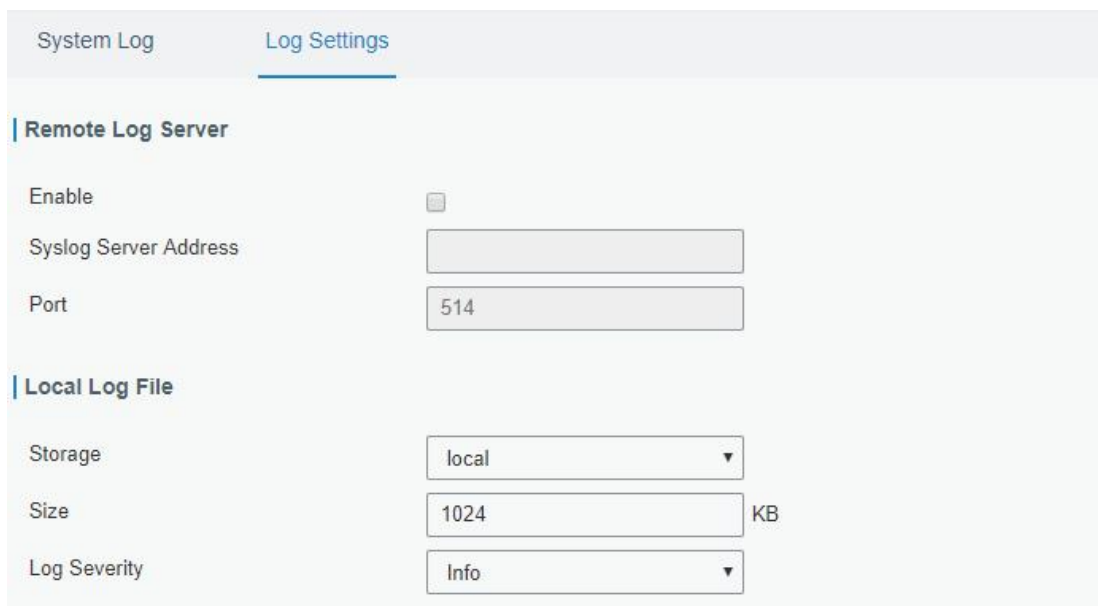 System Log Log Settings
Remote Log Server
Enable
Syslog Server Address
Port 514
Local Log File
Storage local
Size 1024 KB
Log Severity Info